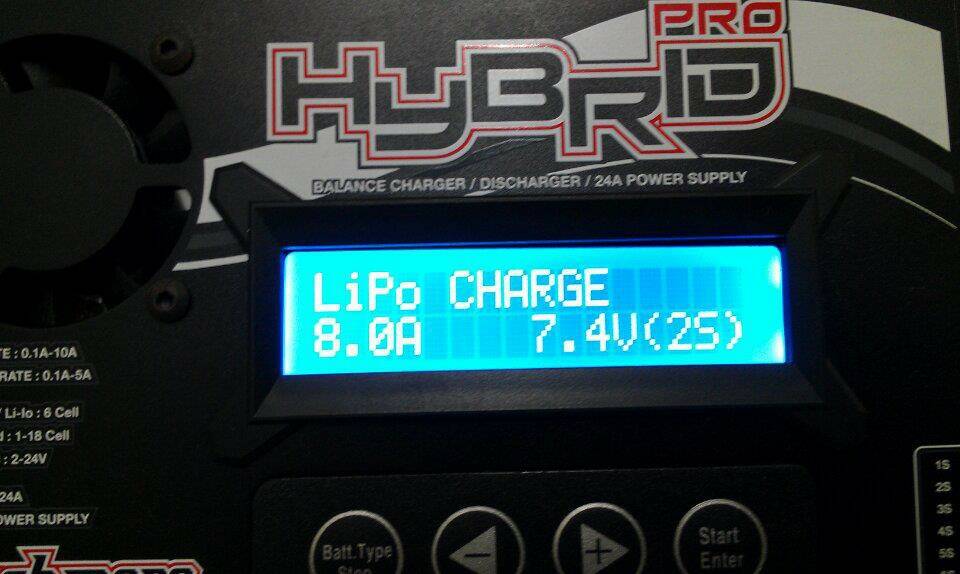 PRO
HYBRID
BALANCE CHARGER / DISCHARGER / 24A POWER SUPPLY
LiPo CHARGE
8.0A 7.4V(2S)
: 0.1A-10A
RATE : 0.1A-5A
/ Li-Io : 6 Cell
: 1-18 Cell
: 2-24V
24A
SUPPLY
1S
2S
3S
4S
5S
Batt.Type
Stop
Start
Enter